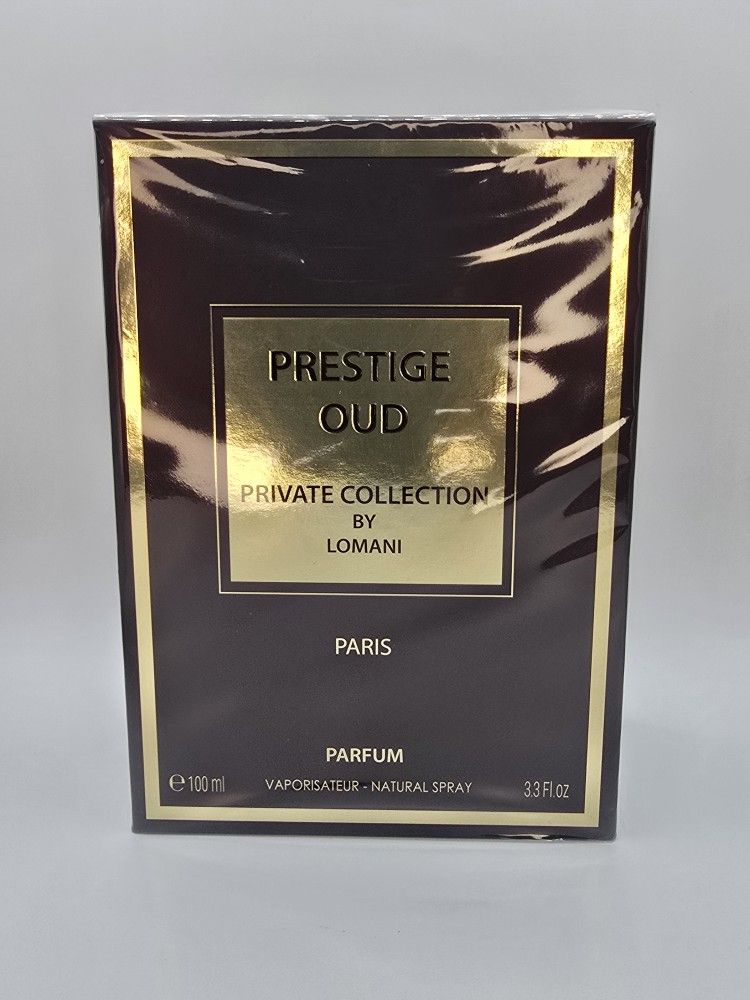 PRESTIGE
OUD
PRIVATE COLLECTION
BY
LOMANI
PARIS
PARFUM
℮ 100 ml VAPORISATEUR - NATURAL SPRAY 3.3 Fl.oz